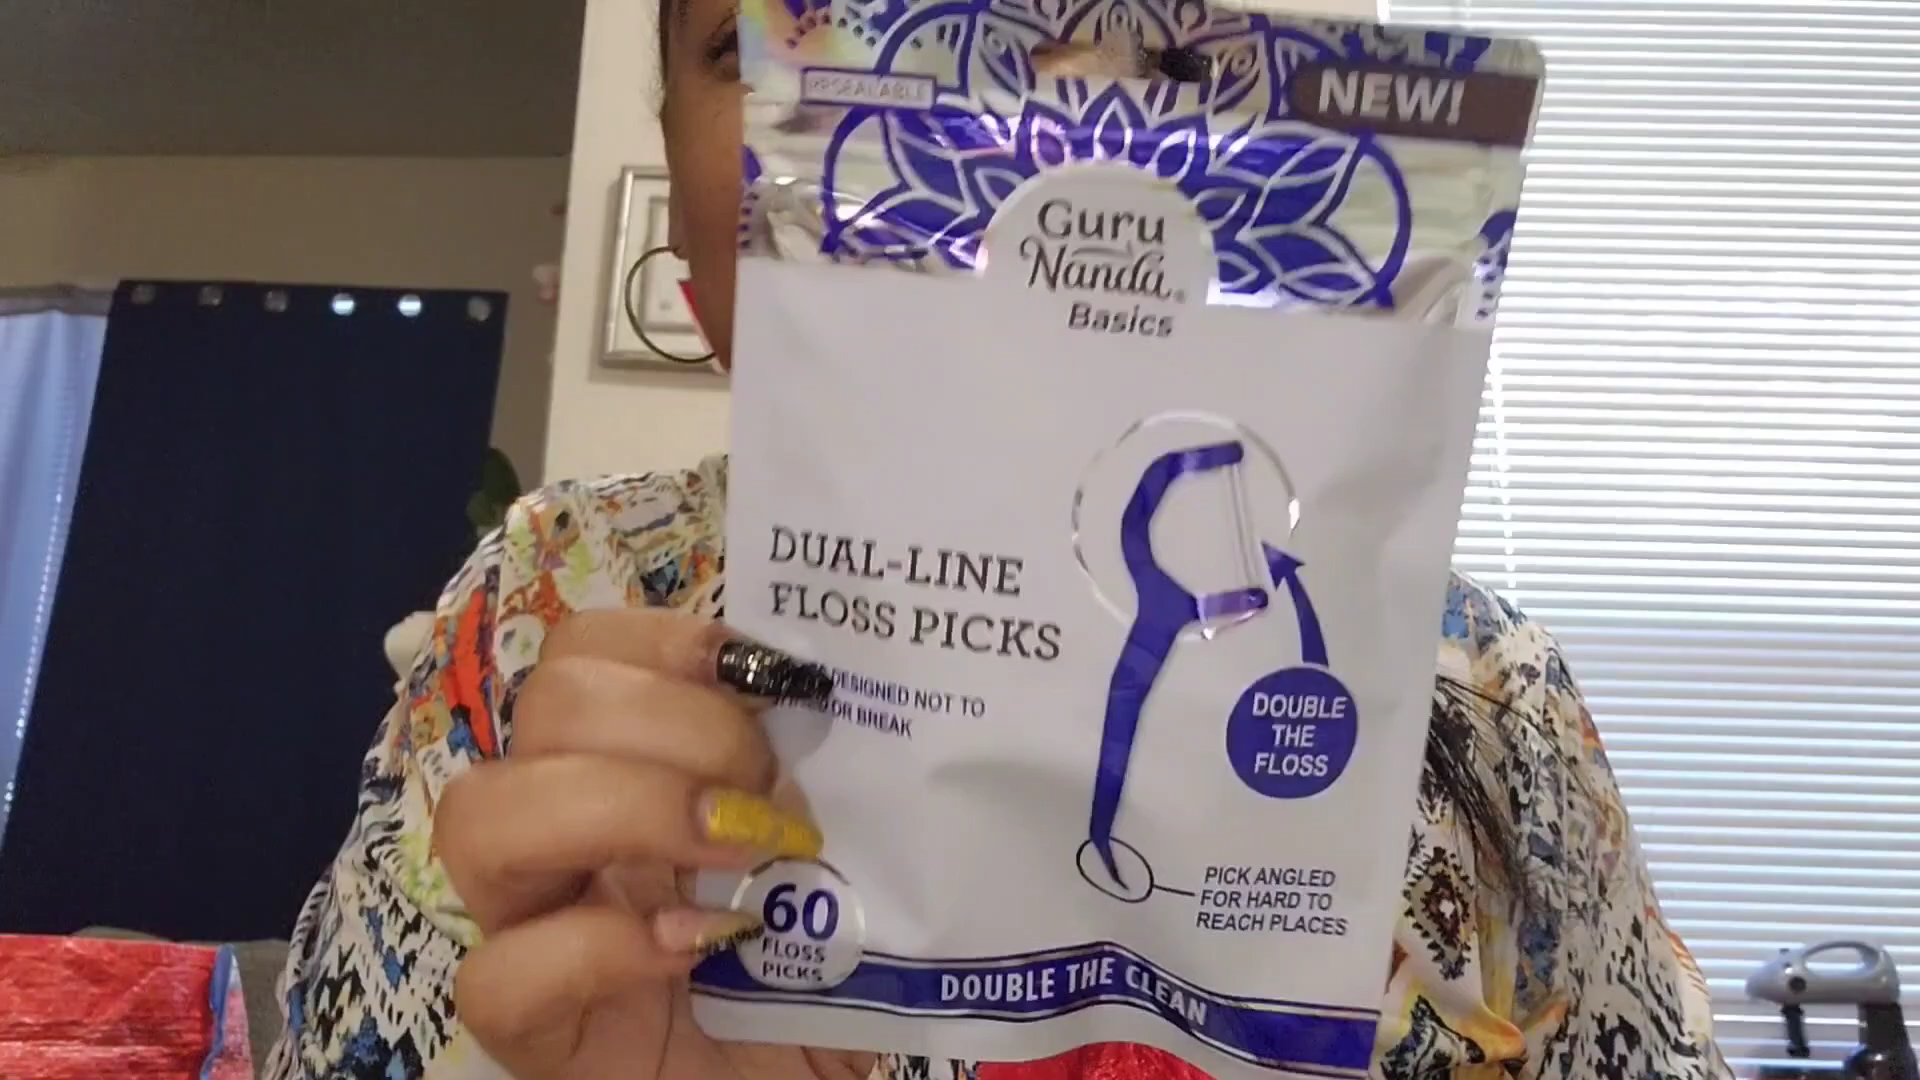 RESEALABLE
NEW!
Guru
Nanda®
Basics
DUAL-LINE
FLOSS PICKS
DESIGNED NOT TO
OR BREAK
DOUBLE
THE
FLOSS
PICK ANGLED
FOR HARD TO
REACH PLACES
60
FLOSS
PICKS
DOUBLE THE CLEAN